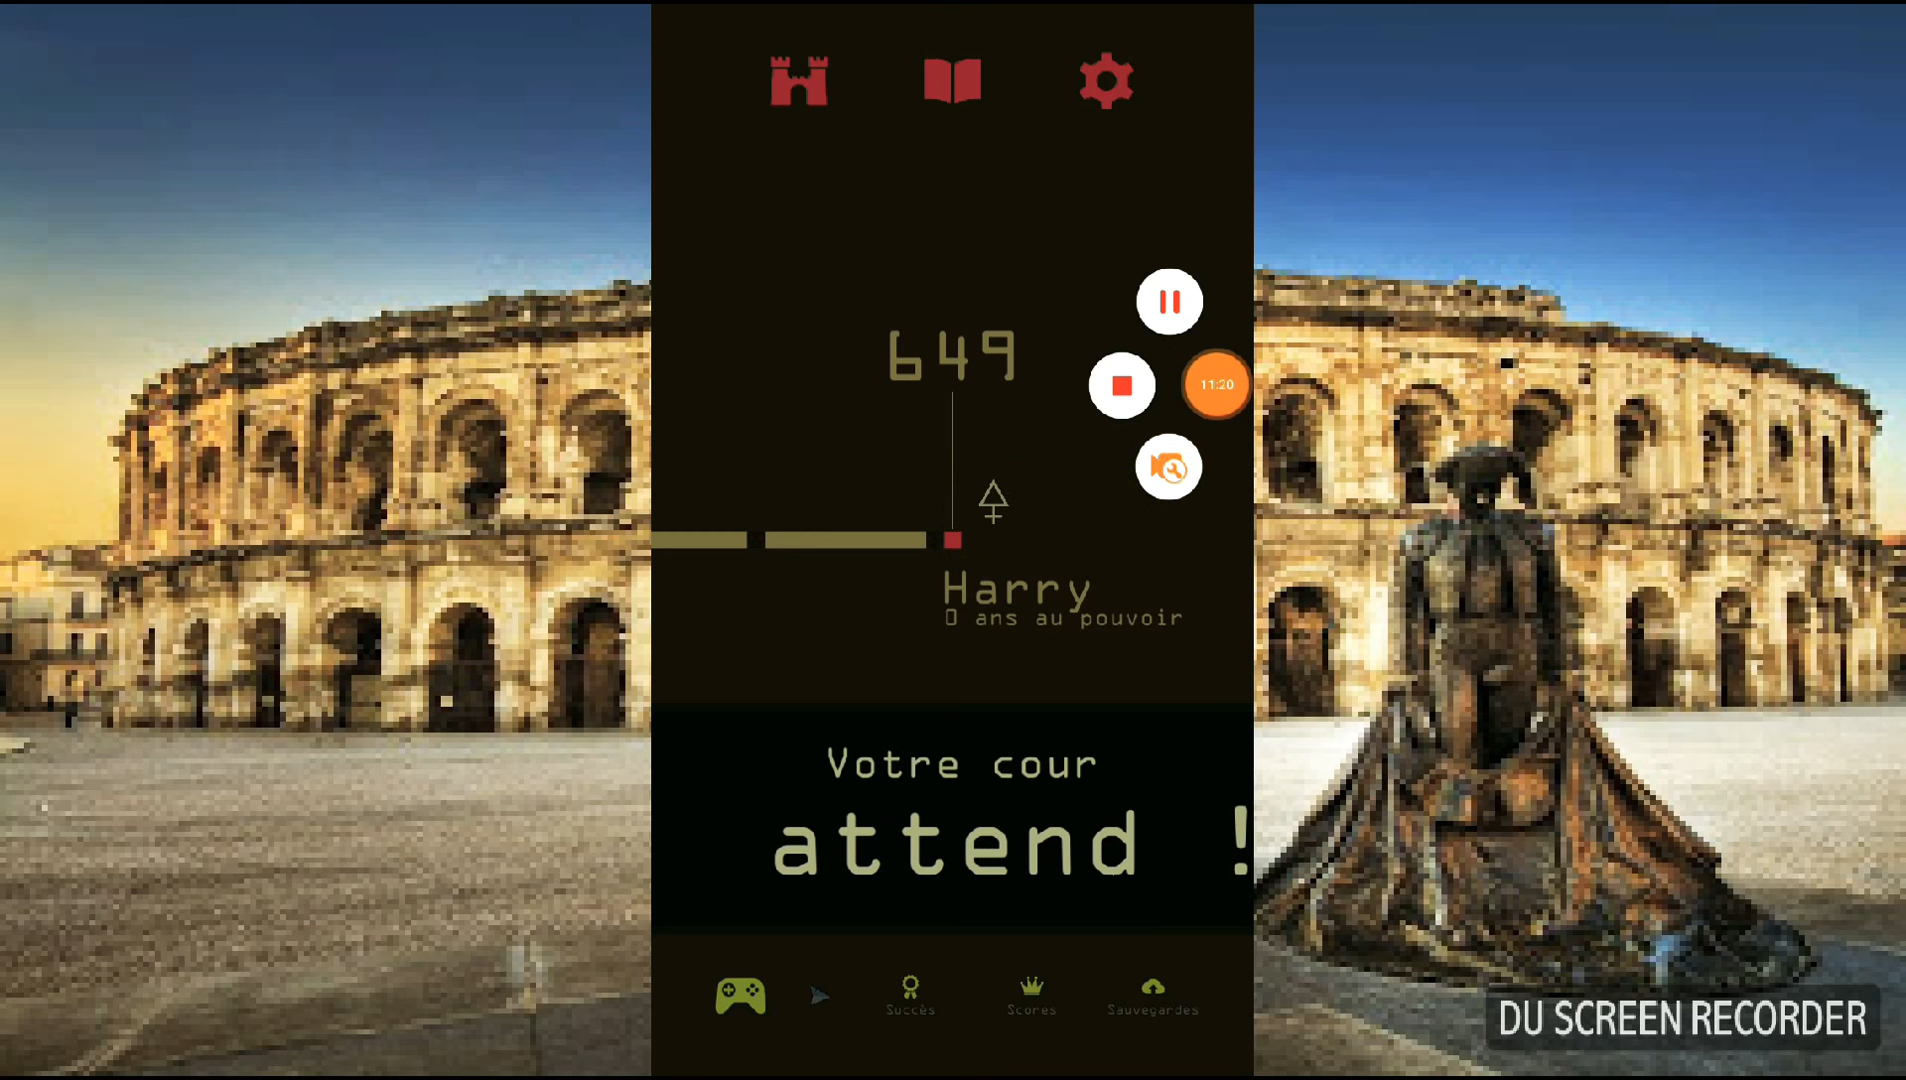 649
11:20
Harry
0 ans au pouvoir
Votre cour
attend !
Succès
Scores
Sauvegardes
DU SCREEN RECORDER